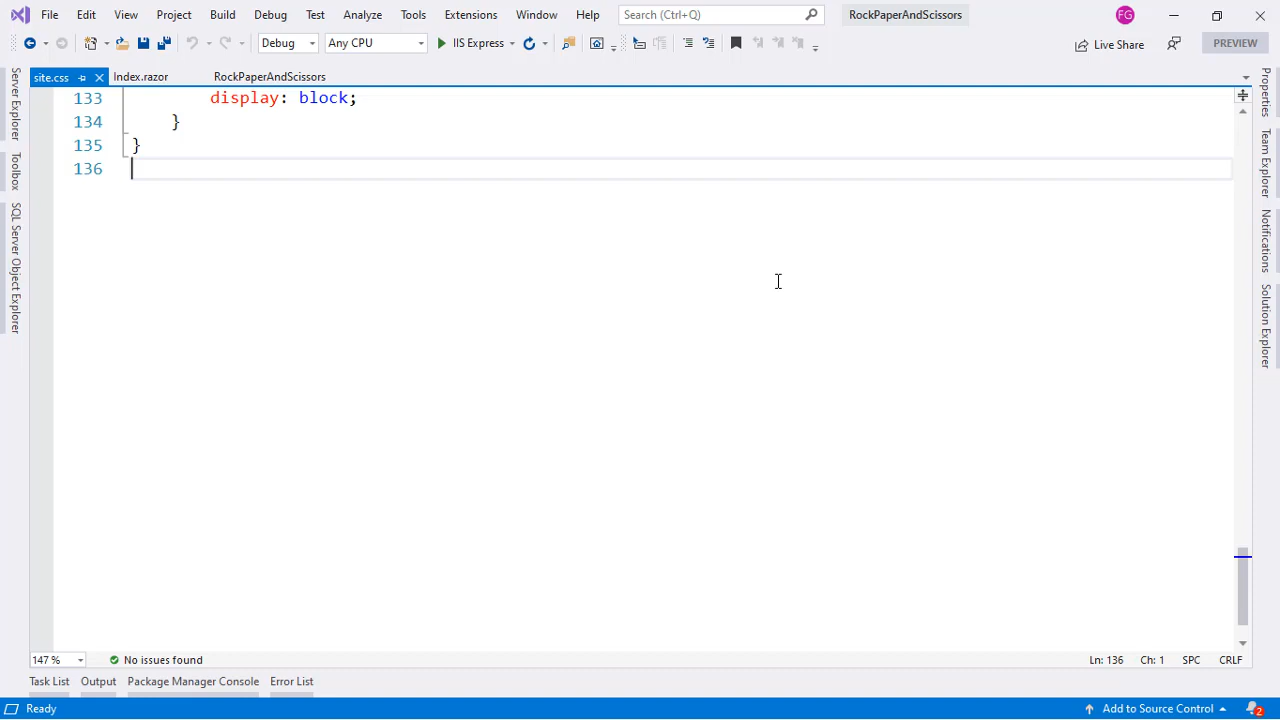 File Edit View Project Build Debug Test Analyze Tools Extensions Window Help Search (Ctrl+Q) RockPaperAndScissors FG
Debug Any CPU IIS Express Live Share PREVIEW
site.css Index.razor RockPaperAndScissors
Server Explorer
Toolbox
SQL Server Object Explorer
133 display: block;
134 }
135 }
136
Properties
Team Explorer
Notifications
Solution Explorer
147 % No issues found Ln: 136 Ch: 1 SPC CRLF
Task List Output Package Manager Console Error List
Ready Add to Source Control 2